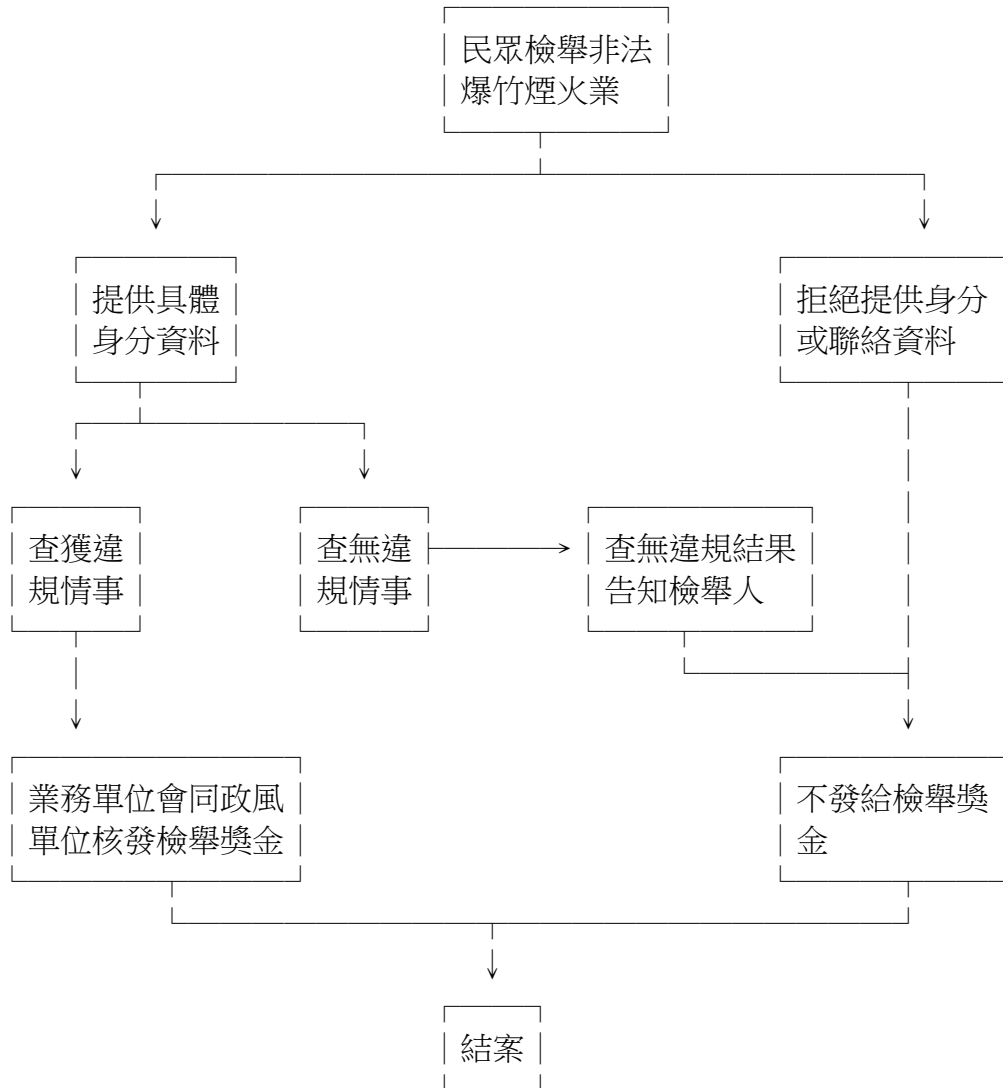 民眾檢舉非法
爆竹煙火業
提供具體
身分資料
拒絕提供身分
或聯絡資料
查獲違
規情事
查無違
規情事
查無違規結果
告知檢舉人
業務單位會同政風
單位核發檢舉獎金
不發給檢舉獎
金
結案